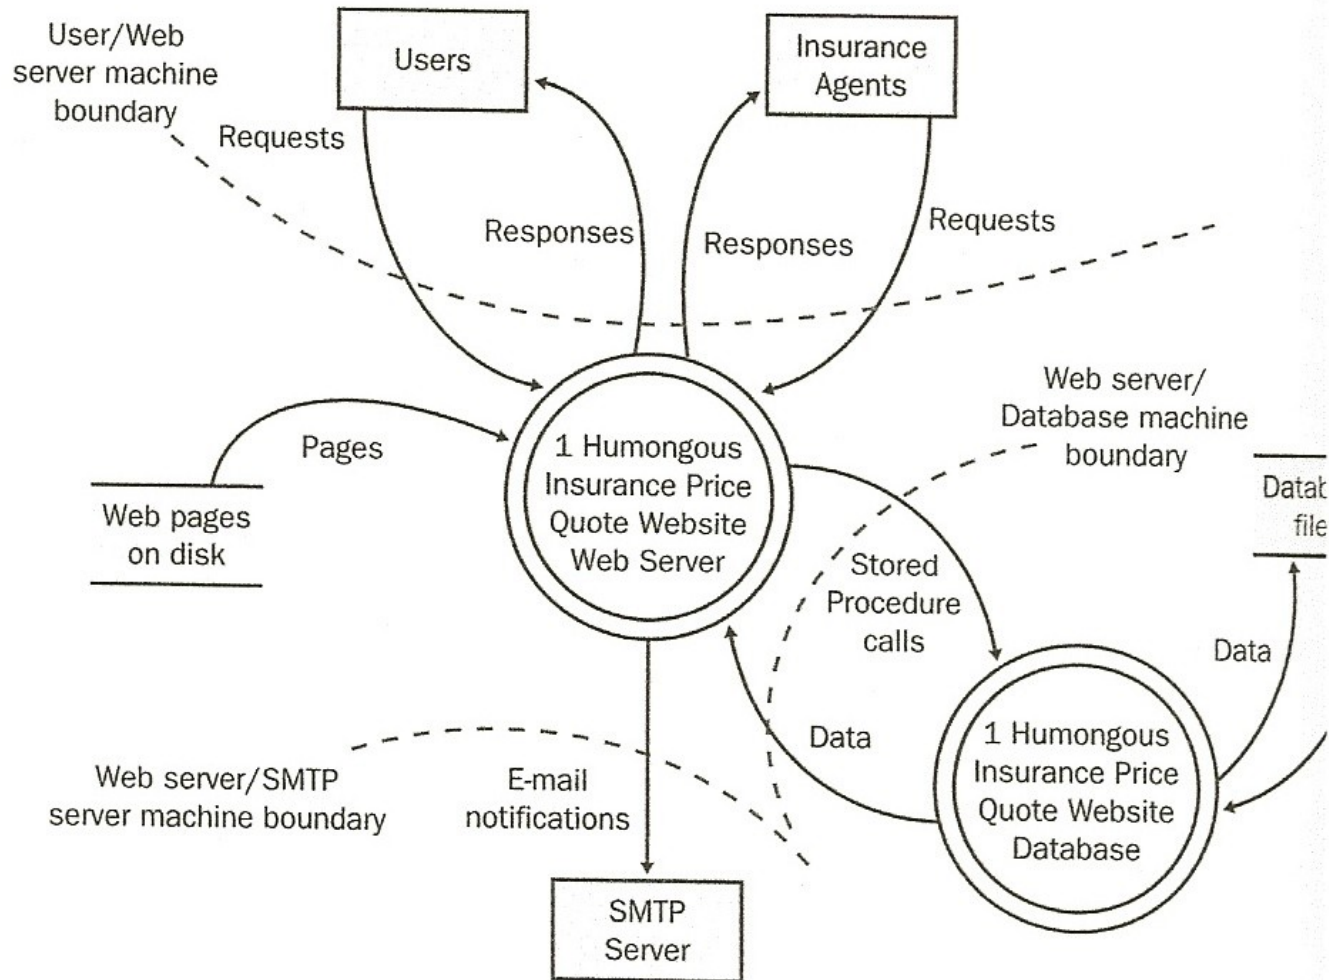 User/Web
server machine
boundary
Users
Insurance
Agents
Requests
Responses
Responses
Requests
Pages
Web pages
on disk
1 Humongous
Insurance Price
Quote Website
Web Server
Web server/
Database machine
boundary
Datab
file
Stored
Procedure
calls
Data
Data
1 Humongous
Insurance Price
Quote Website
Database
Web server/SMTP
server machine boundary
E-mail
notifications
SMTP
Server